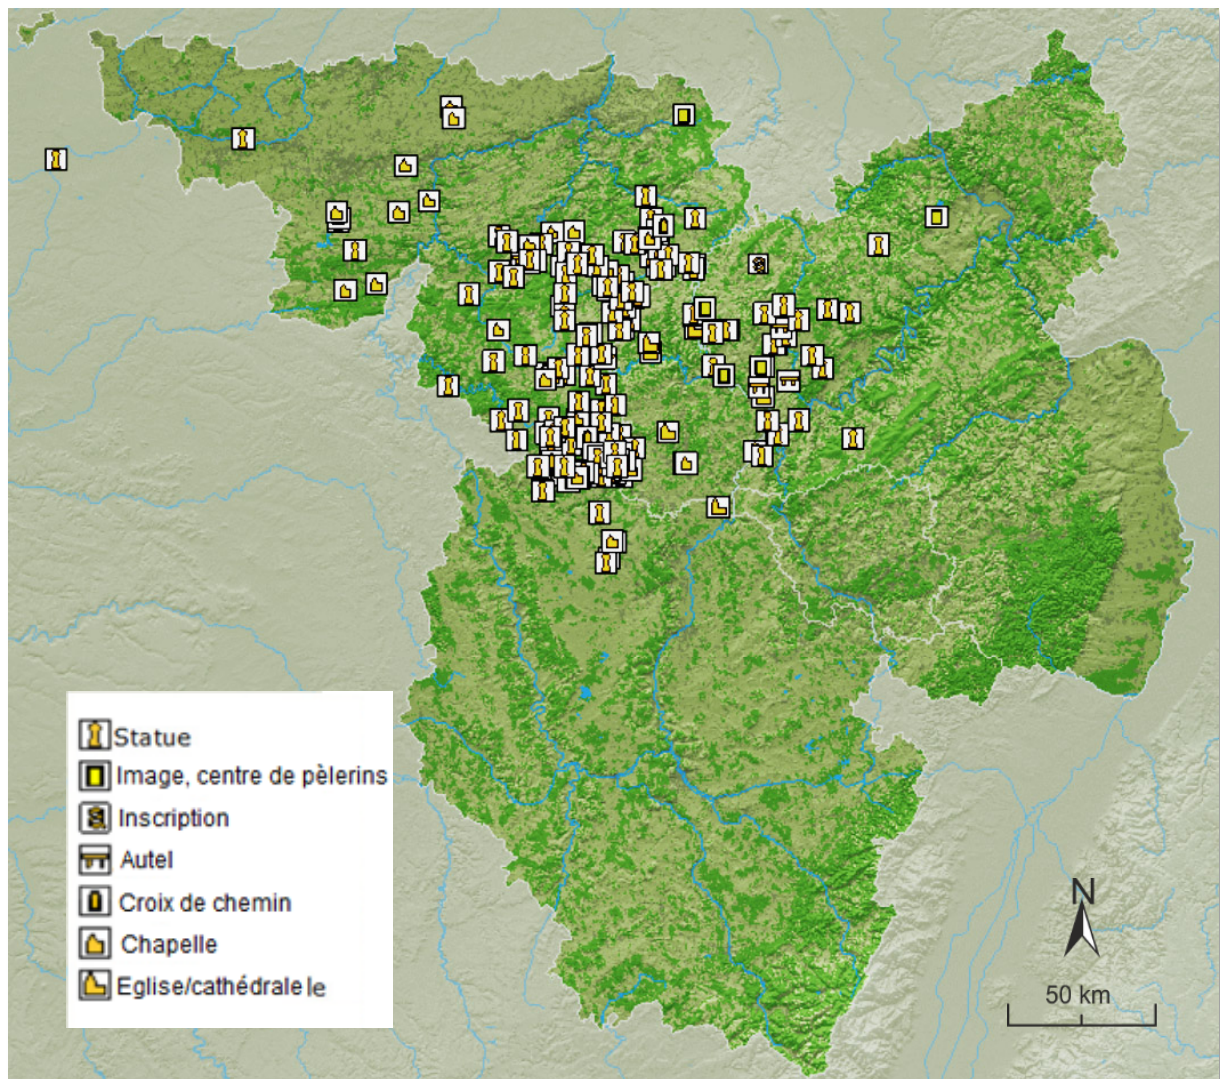 Statue
Image, centre de pèlerins
Inscription
Autel
Croix de chemin
Chapelle
Eglise/cathédrale le
N
50 km